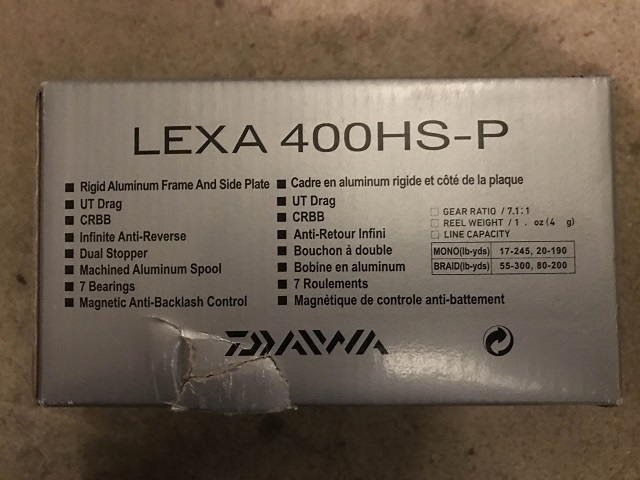 LEXA 400HS-P
Rigid Aluminum Frame And Side Plate
UT Drag
CRBB
Infinite Anti-Reverse
Dual Stopper
Machined Aluminum Spool
7 Bearings
Magnetic Anti-Backlash Control
Cadre en aluminum rigide et côté de la plaque
UT Drag
CRBB
Anti-Retour Infini
Bouchon à double
Bobine en aluminum
7 Roulements
Magnètique de controle anti-battement
GEAR RATIO / 7.1:1
REEL WEIGHT / 1 . oz (4 g)
LINE CAPACITY
MONO(lb-yds) 17-245, 20-190
BRAID(lb-yds) 55-300, 80-200
DAIWA